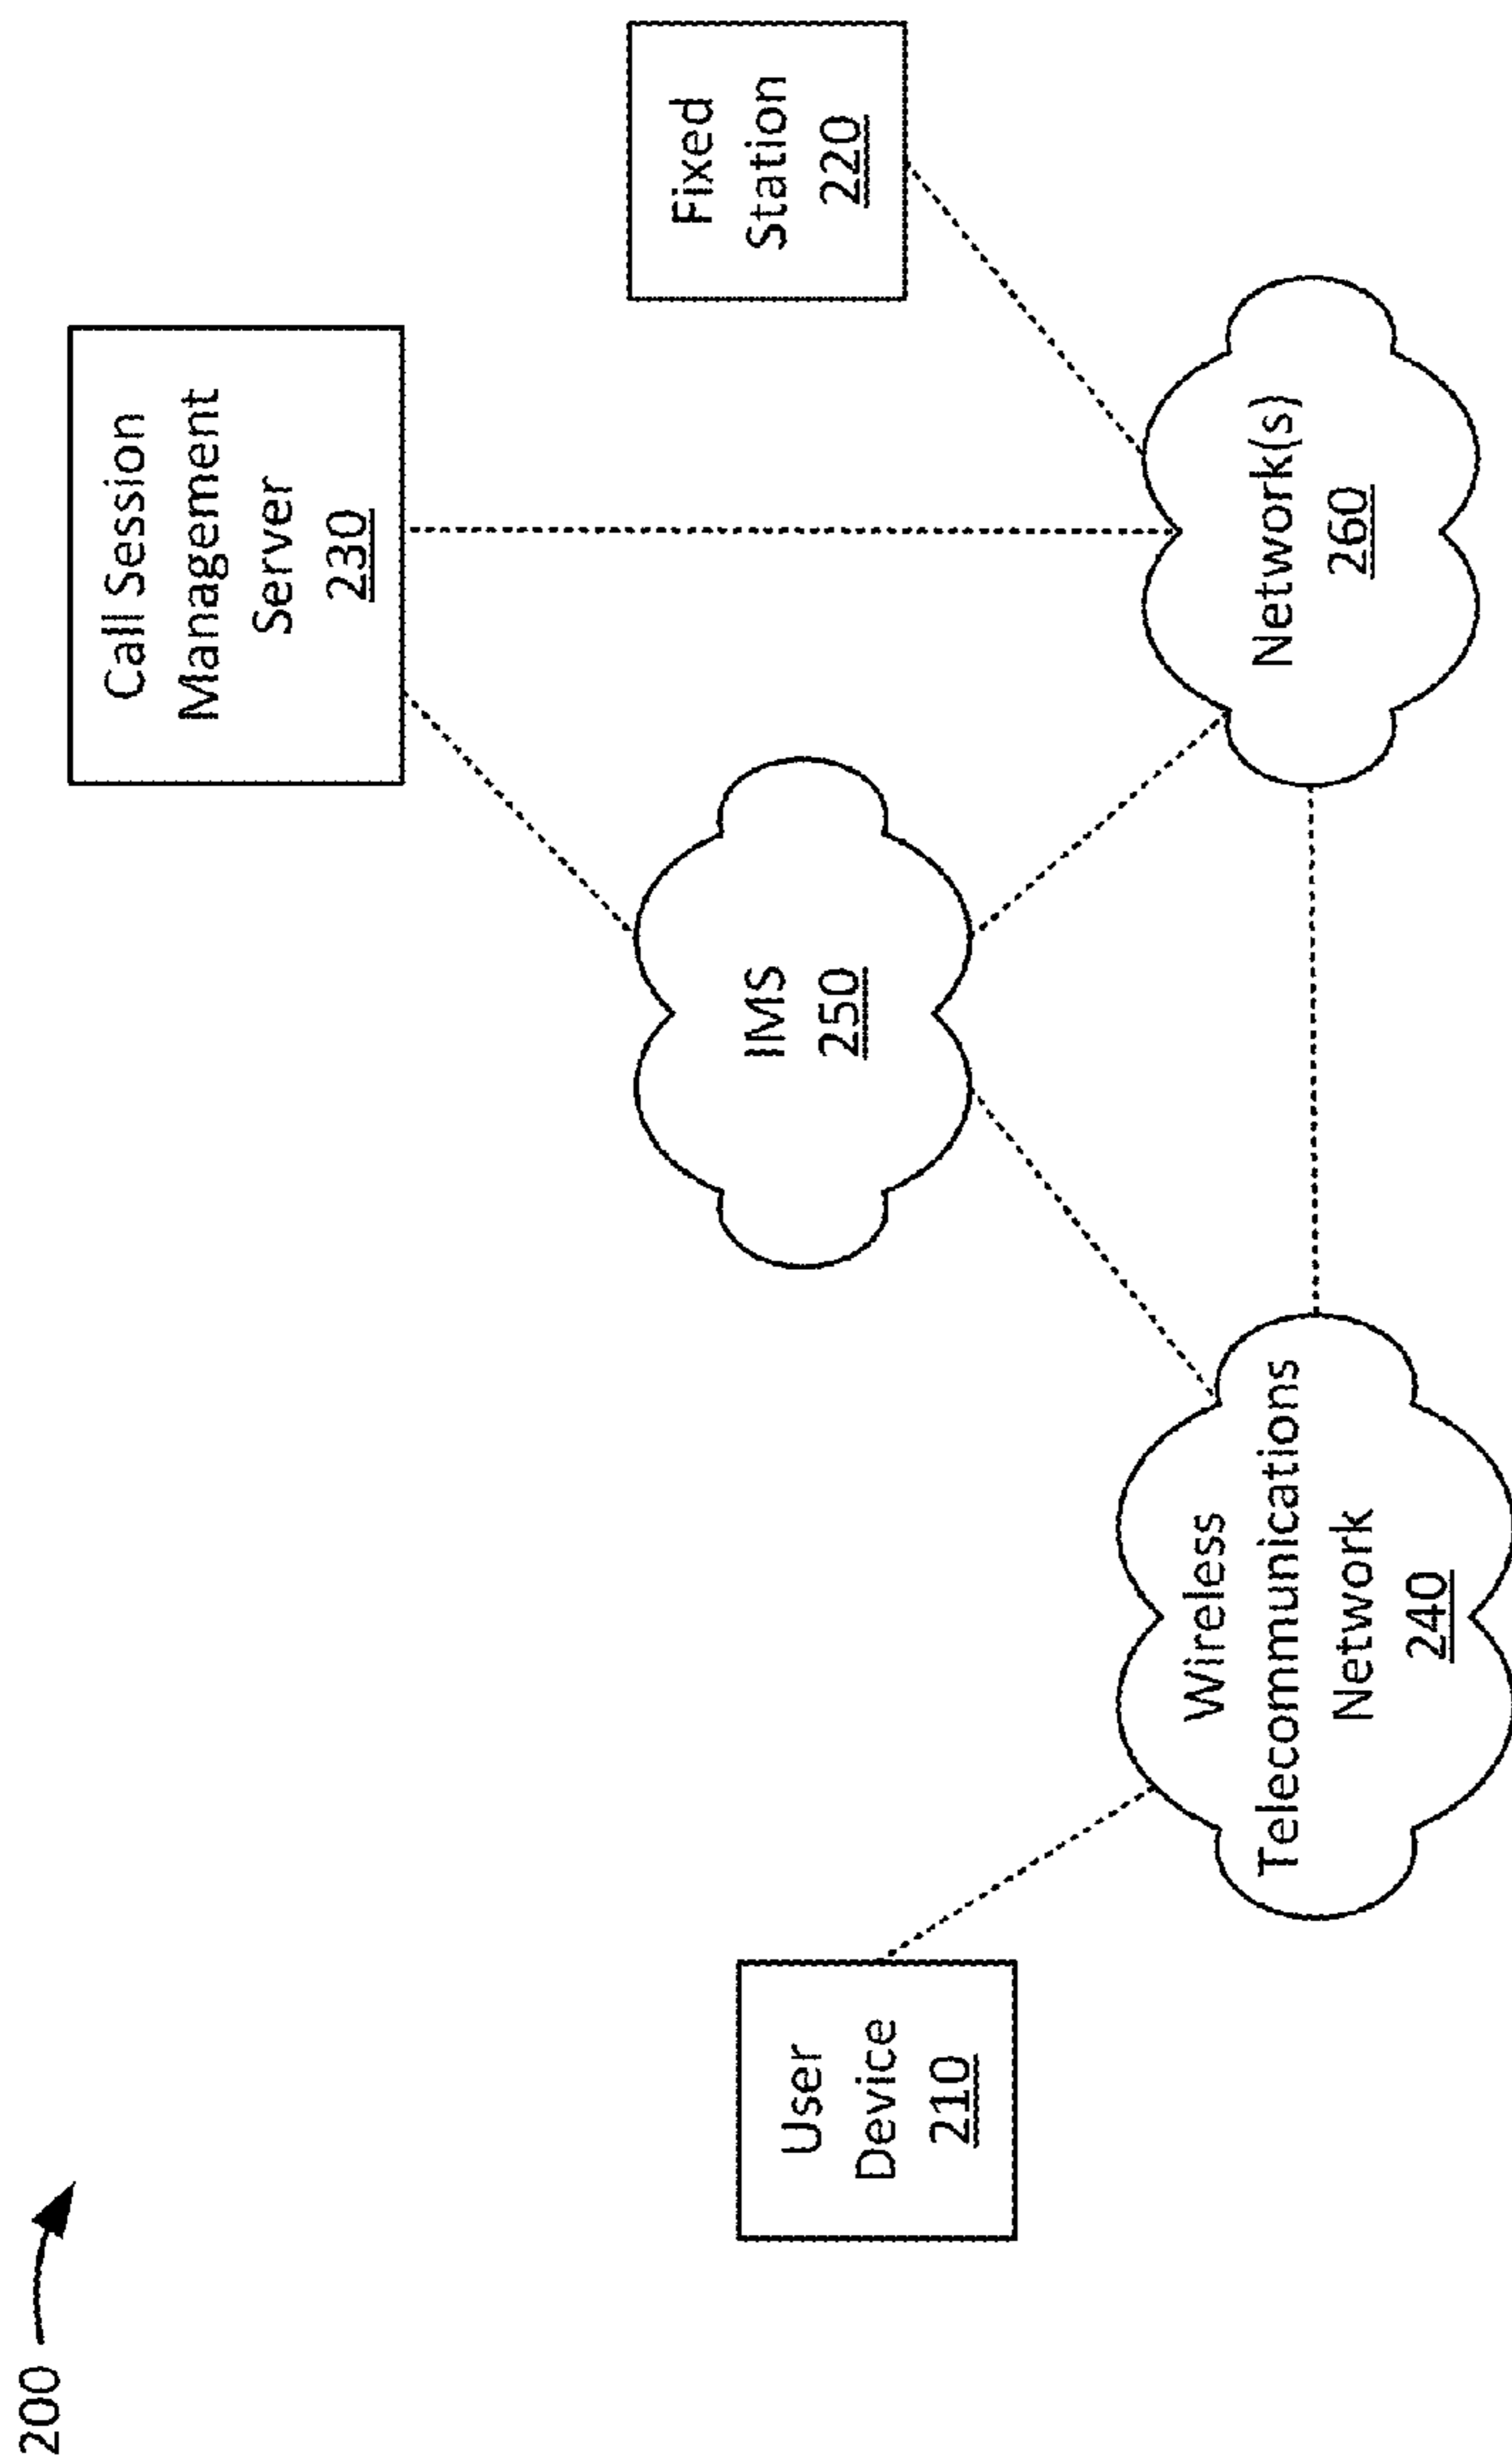 200
Call Session
Management
Server
230
Fixed
Station
220
User
Device
210
IMS
250
Wireless
Telecommunications
Network
240
Network(s)
260